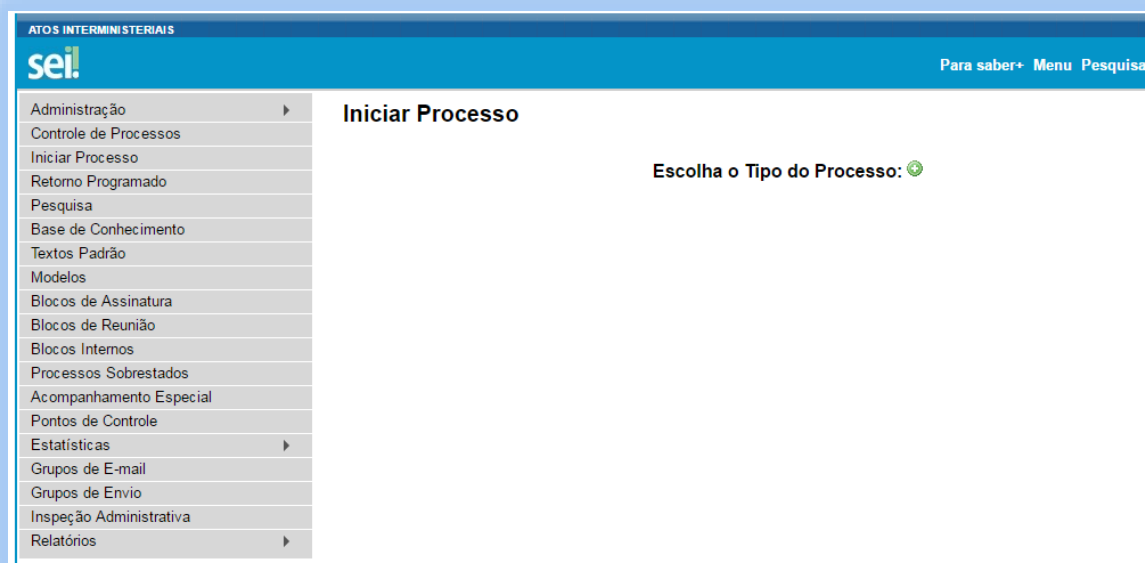 ATOS INTERMINISTERIAIS
sei!
Para saber+ Menu Pesquisa
Administração
Controle de Processos
Iniciar Processo
Retorno Programado
Pesquisa
Base de Conhecimento
Textos Padrão
Modelos
Blocos de Assinatura
Blocos de Reunião
Blocos Internos
Processos Sobrestados
Acompanhamento Especial
Pontos de Controle
Estatísticas
Grupos de E-mail
Grupos de Envio
Inspeção Administrativa
Relatórios
Iniciar Processo
Escolha o Tipo do Processo: